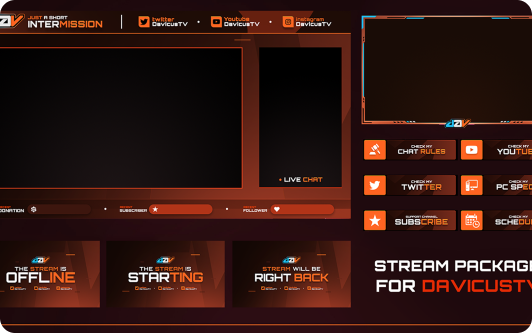 JUST A SHORT
INTERMISSION
twitter
DavicusTV
Youtube
DavicusTV
Instagram
DavicusTV
LIVE CHAT
DONATION
SUBSCRIBER
FOLLOWER
CHECK MY
CHAT RULES
CHECK MY
YOUTUBE
CHECK MY
TWITTER
CHECK MY
PC SPEC
SUPPORT CHANNEL
SUBSCRIBE
CHECK MY
SCHEDU
THE STREAM IS
OFFLINE
THE STREAM IS
STARTING
STREAM WILL BE
RIGHT BACK
STREAM PACKAGE
FOR DAVICUSTV